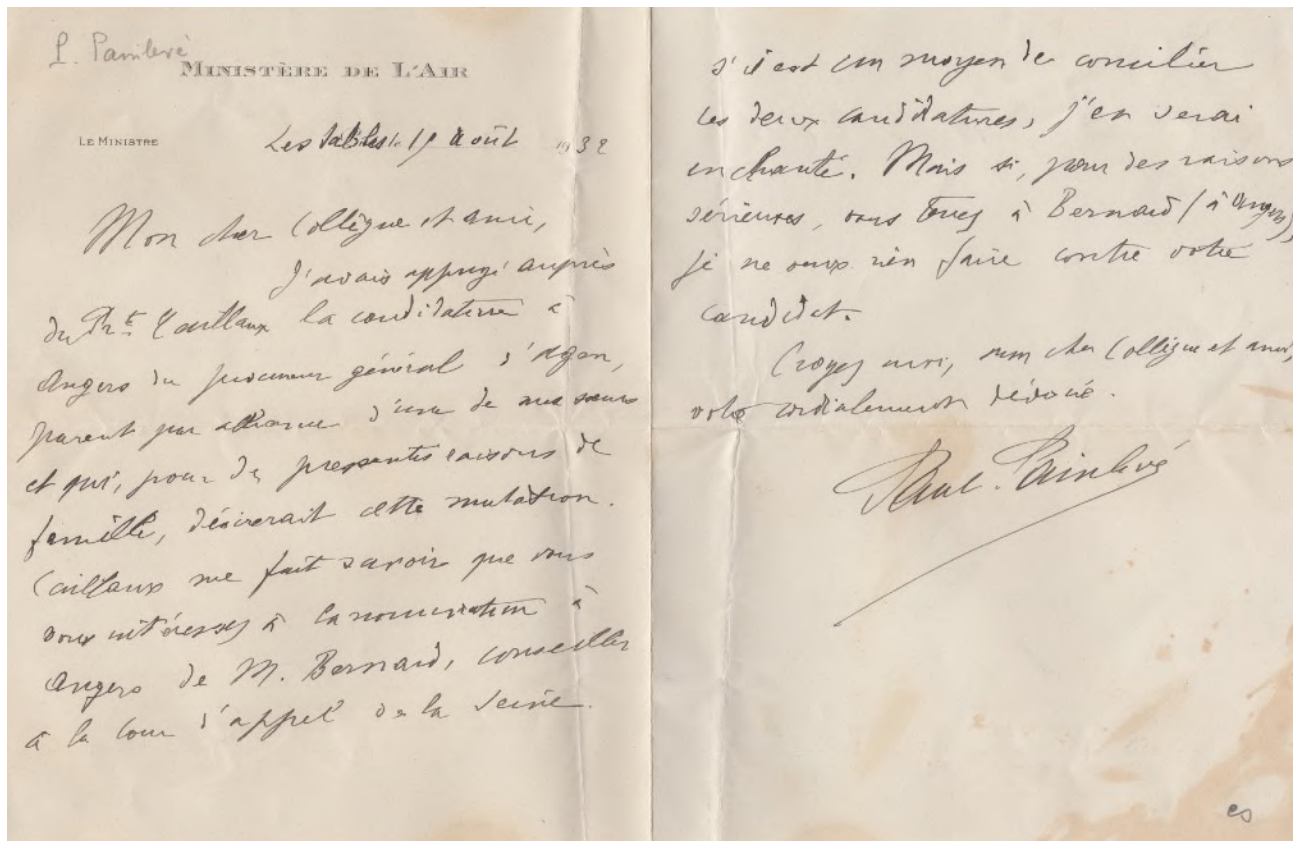 P. Painlevé
MINISTÈRE DE L'AIR
LE MINISTRE
Les Sables, 19 août 1932
Mon cher Collègue et ami,
J'avais appuyé auprès
du Pr̲t̲ Caillaux la candidature à
Angers du procureur général d'Agen,
parent par alliance d'une de mes sœurs
et qui, pour de pressantes raisons de
famille, désirerait cette mutation.
Caillaux me fait savoir que vous
vous intéressez à la nomination à
Angers de M. Bernard, conseiller
à la cour d'appel de la Seine.
s'il est un moyen de concilier
les deux candidatures, j'en serai
enchanté. Mais si, pour des raisons
sérieuses, vous tenez à Bernard (à Angers),
je ne veux rien faire contre votre
candidat.
Croyez moi, mon cher Collègue et ami,
votre cordialement dévoué.
Paul Painlevé